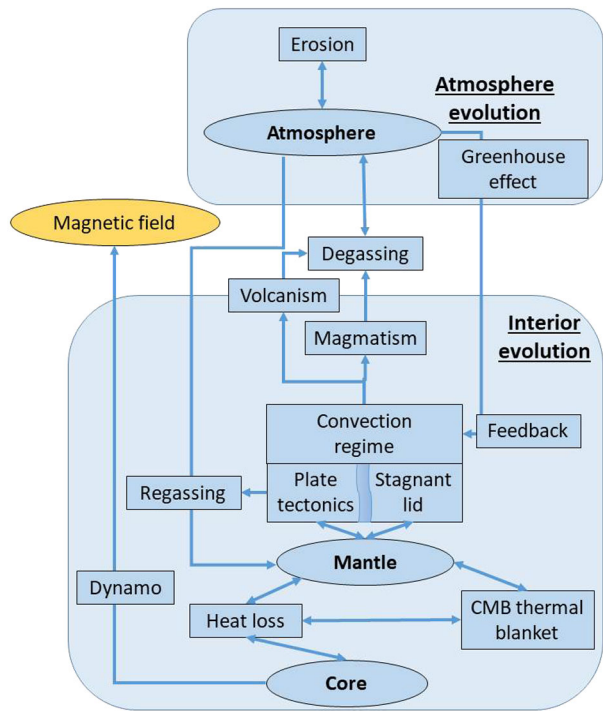 Erosion
Atmosphere
evolution
Atmosphere
Greenhouse
effect
Magnetic field
Degassing
Volcanism
Interior
evolution
Magmatism
Convection
regime
Feedback
Plate
tectonics
Stagnant
lid
Regassing
Mantle
Dynamo
Heat loss
CMB thermal
blanket
Core